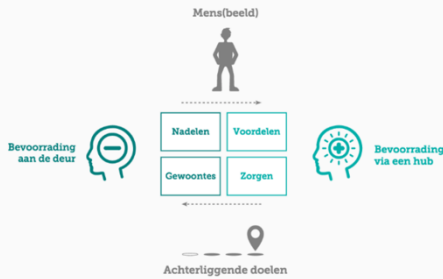 Mens(beeld)
Nadelen
Voordelen
Bevoorrading
aan de deur
Bevoorrading
via een hub
Gewoontes
Zorgen
Achterliggende doelen